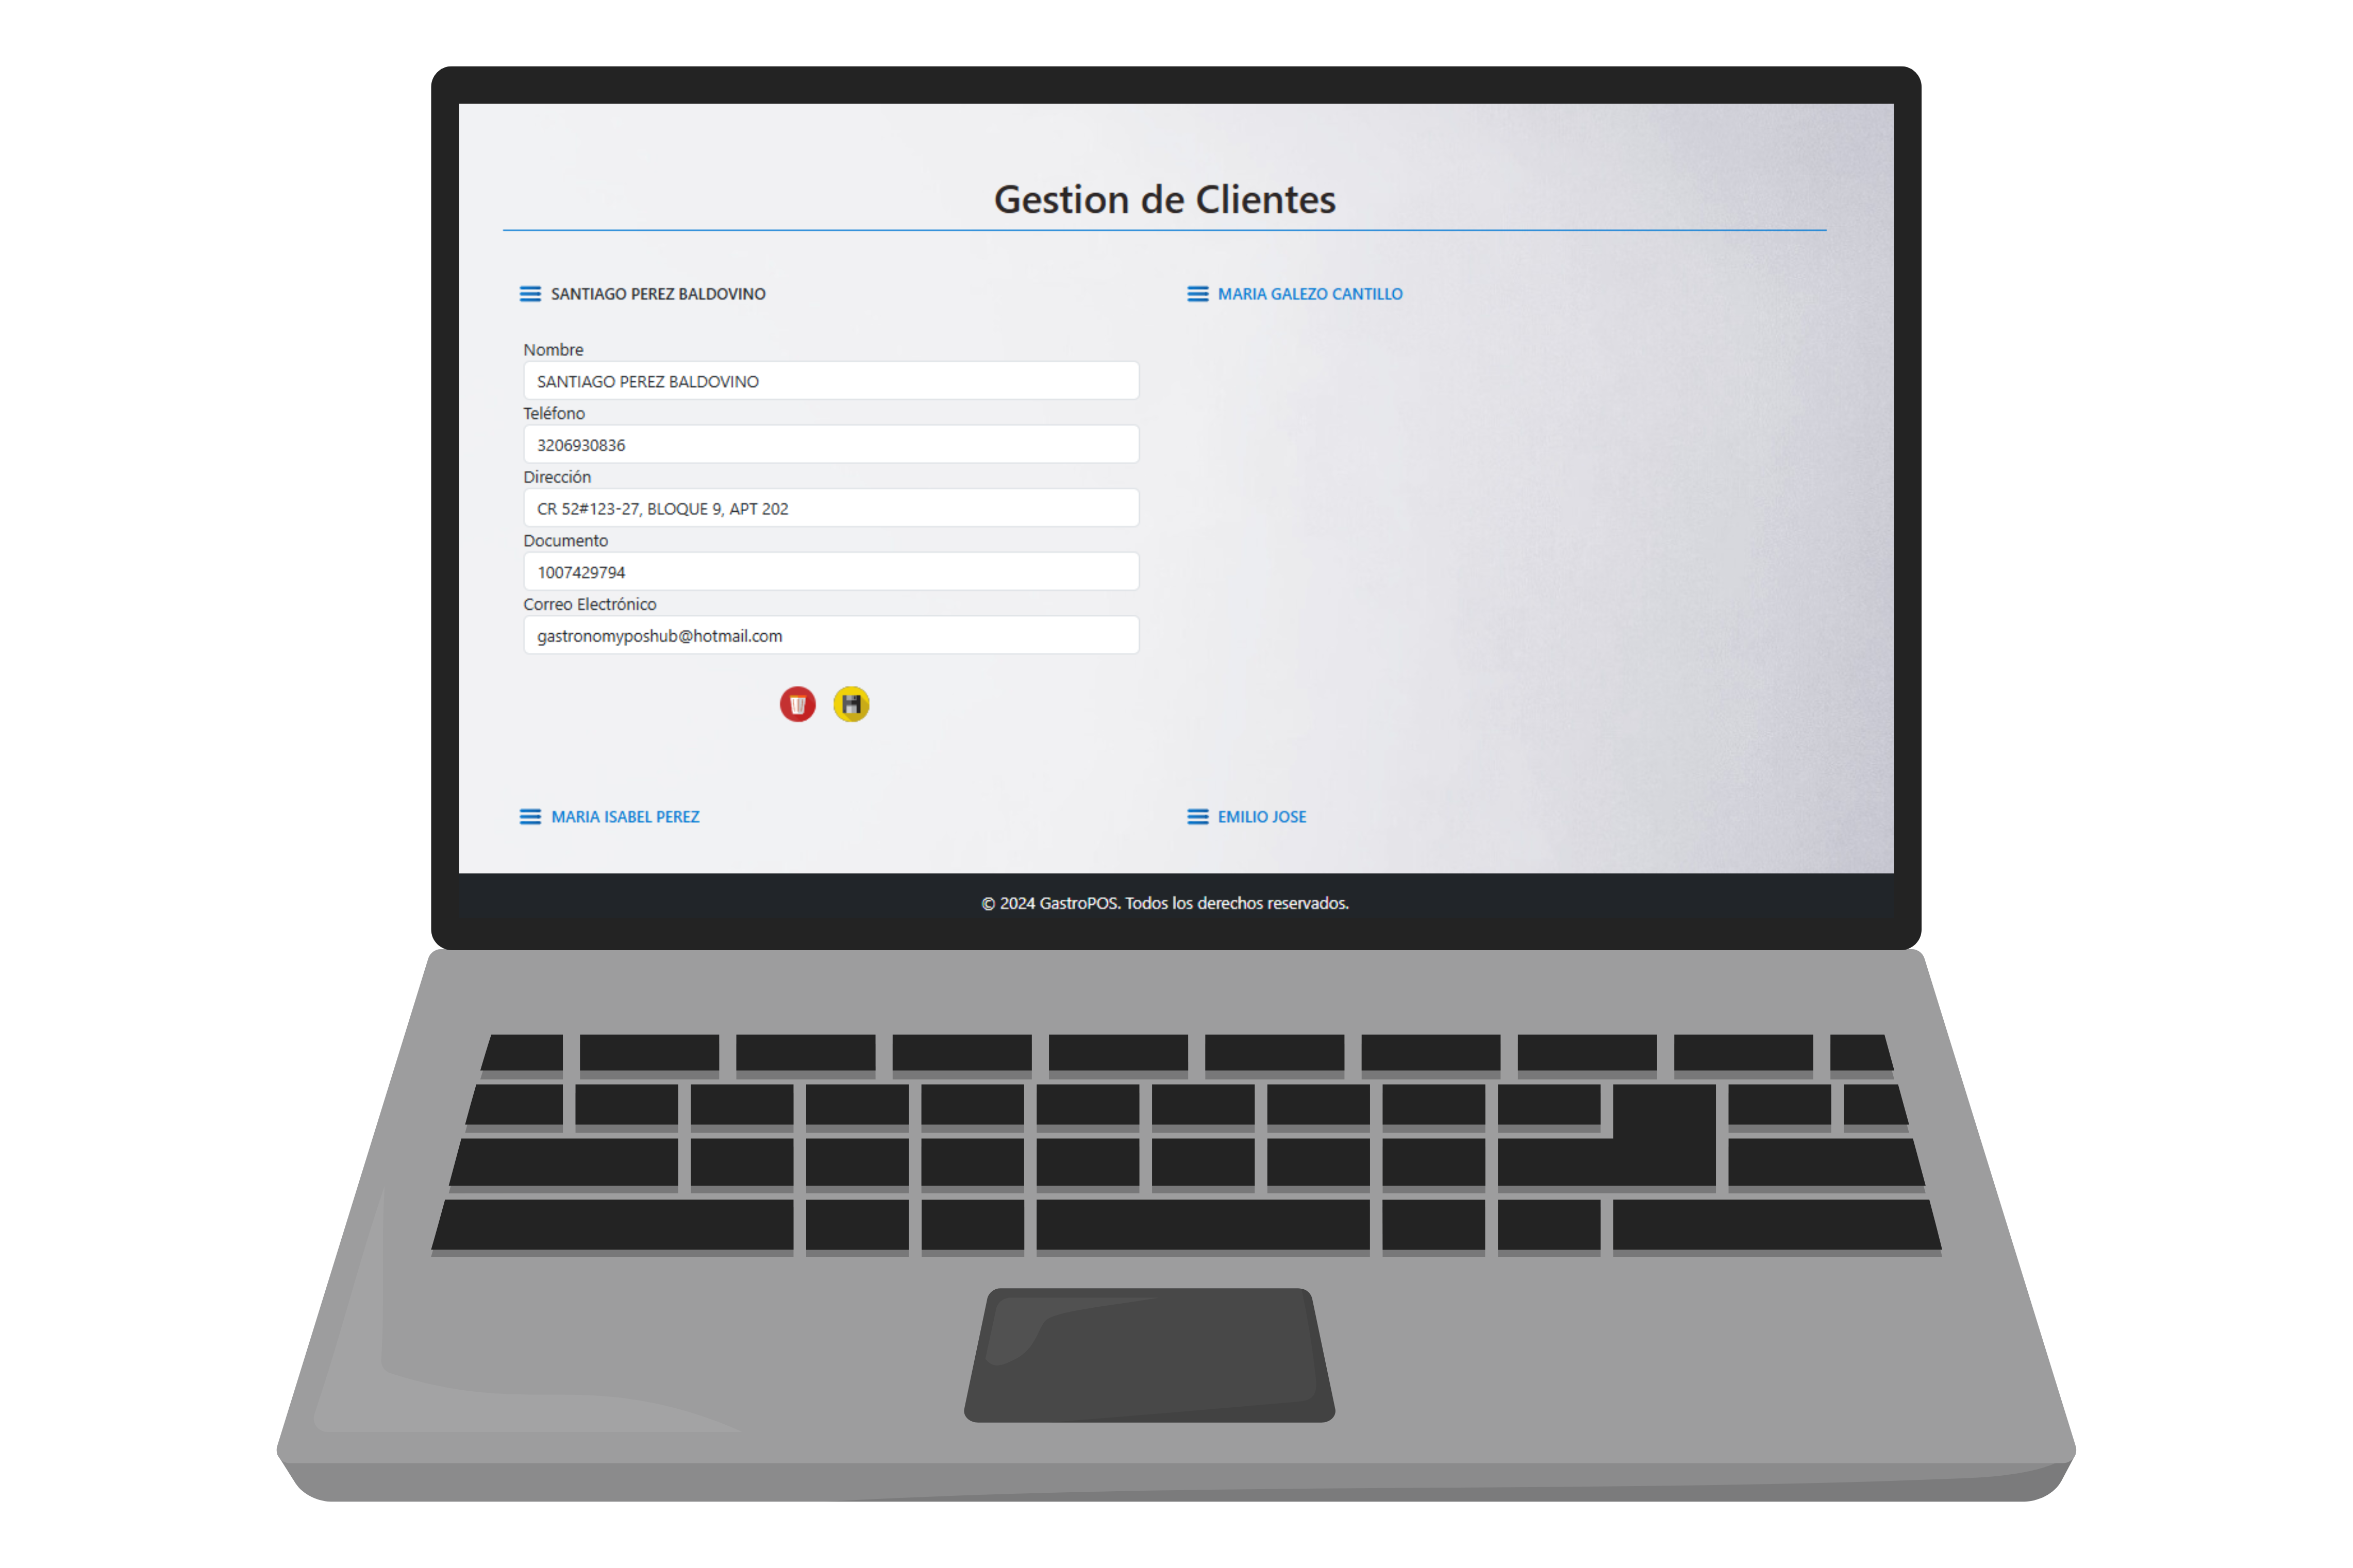 Gestion de Clientes
SANTIAGO PEREZ BALDOVINO
MARIA GALEZO CANTILLO
Nombre
SANTIAGO PEREZ BALDOVINO
Teléfono
3206930836
Dirección
CR 52#123-27, BLOQUE 9, APT 202
Documento
1007429794
Correo Electrónico
gastronomyposhub@hotmail.com
MARIA ISABEL PEREZ
EMILIO JOSE
© 2024 GastroPOS. Todos los derechos reservados.